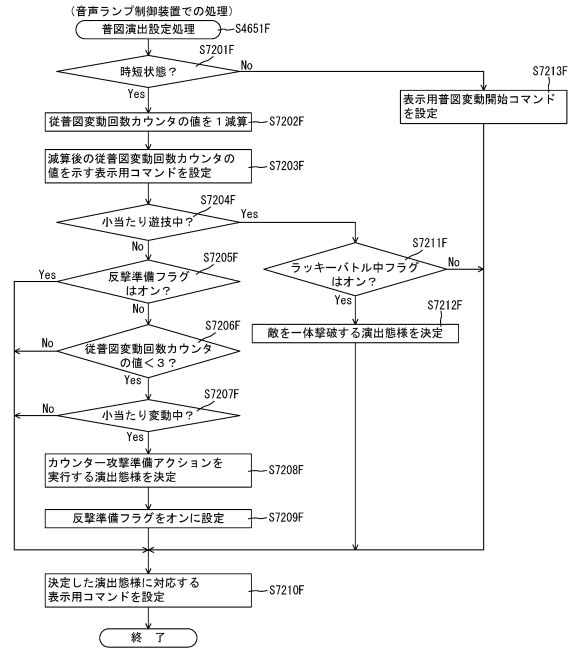 （音声ランプ制御装置での処理）
普図演出設定処理
S4651F
S7201F
時短状態？
No
Yes
S7213F
表示用普図変動開始コマンド
を設定
従普図変動回数カウンタの値を１減算
S7202F
減算後の従普図変動回数カウンタの
値を示す表示用コマンドを設定
S7203F
S7204F
小当たり遊技中？
Yes
No
S7205F
反撃準備フラグ
はオン？
Yes
No
S7211F
ラッキーバトル中フラグ
はオン？
No
Yes
S7212F
敵を一体撃破する演出態様を決定
S7206F
従普図変動回数カウンタ
の値＜３？
No
Yes
S7207F
小当たり変動中？
No
Yes
カウンター攻撃準備アクションを
実行する演出態様を決定
S7208F
反撃準備フラグをオンに設定
S7209F
決定した演出態様に対応する
表示用コマンドを設定
S7210F
終 了